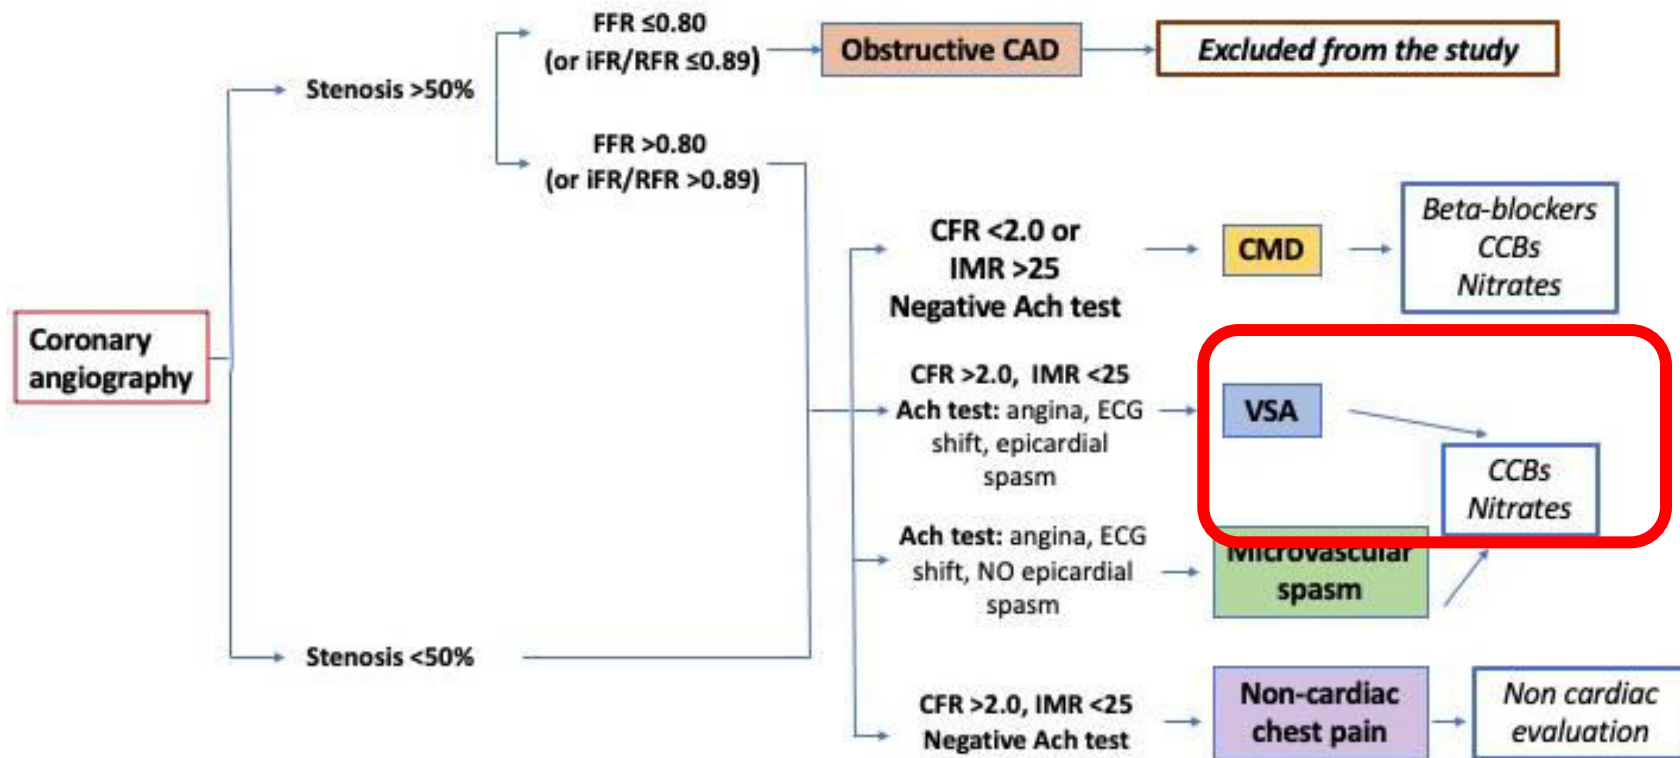 Coronary
angiography
Stenosis >50%
FFR ≤0.80
(or iFR/RFR ≤0.89)
Obstructive CAD
Excluded from the study
FFR >0.80
(or iFR/RFR >0.89)
Stenosis <50%
CFR <2.0 or
IMR >25
Negative Ach test
CMD
Beta-blockers
CCBs
Nitrates
CFR >2.0, IMR <25
Ach test: angina, ECG
shift, epicardial
spasm
VSA
CCBs
Nitrates
Ach test: angina, ECG
shift, NO epicardial
spasm
Microvascular
spasm
CFR >2.0, IMR <25
Negative Ach test
Non-cardiac
chest pain
Non cardiac
evaluation